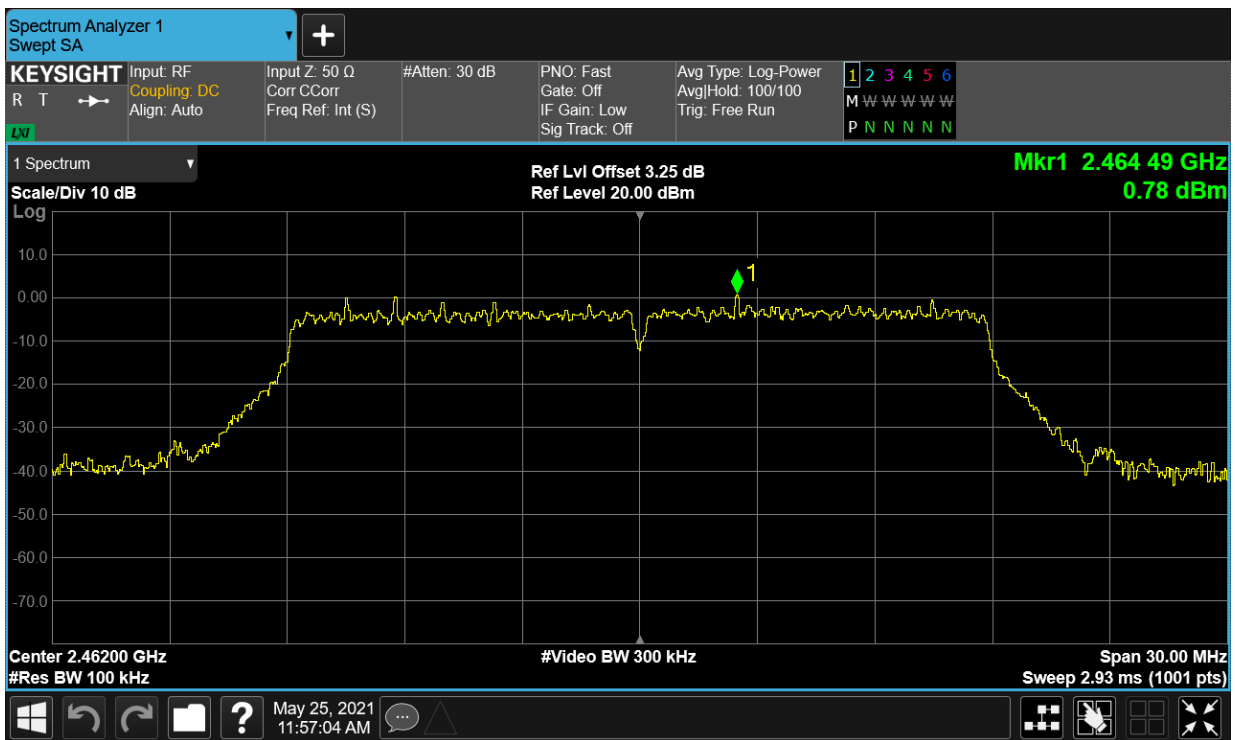 Spectrum Analyzer 1
Swept SA
+
KEYSIGHT
R T
LXI
Input: RF
Coupling: DC
Align: Auto
Input Z: 50 Ω
Corr CCorr
Freq Ref: Int (S)
#Atten: 30 dB
PNO: Fast
Gate: Off
IF Gain: Low
Sig Track: Off
Avg Type: Log-Power
Avg|Hold: 100/100
Trig: Free Run
1 2 3 4 5 6
M W W W W W
P N N N N N
1 Spectrum
Scale/Div 10 dB
Ref Lvl Offset 3.25 dB
Ref Level 20.00 dBm
Mkr1 2.464 49 GHz
0.78 dBm
Log
10.0
0.00
-10.0
-20.0
-30.0
-40.0
-50.0
-60.0
-70.0
1
Center 2.46200 GHz
#Res BW 100 kHz
#Video BW 300 kHz
Span 30.00 MHz
Sweep 2.93 ms (1001 pts)
?
May 25, 2021
11:57:04 AM